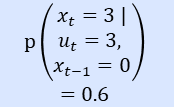 p(x_t = 3 |
u_t = 3,
x_{t-1} = 0)
= 0.6